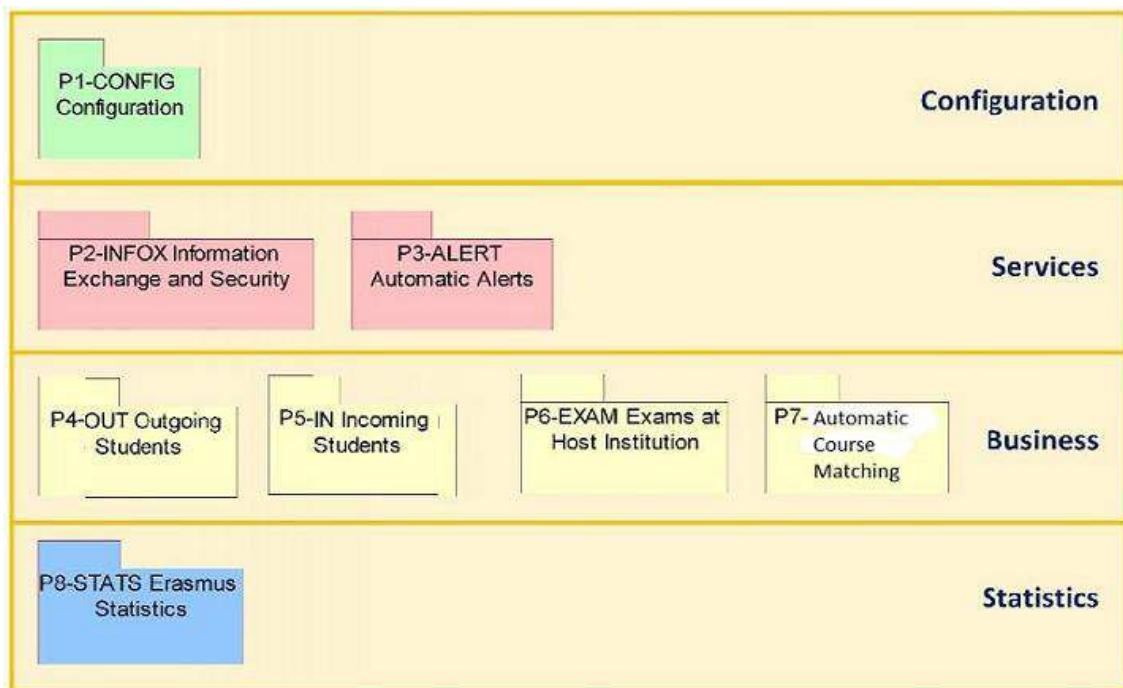 P1-CONFIG
Configuration
Configuration
P2-INFOX Information
Exchange and Security
P3-ALERT
Automatic Alerts
Services
P4-OUT Outgoing
Students
P5-IN Incoming
Students
P6-EXAM Exams at
Host Institution
P7- Automatic
Course
Matching
Business
P8-STATS Erasmus
Statistics
Statistics